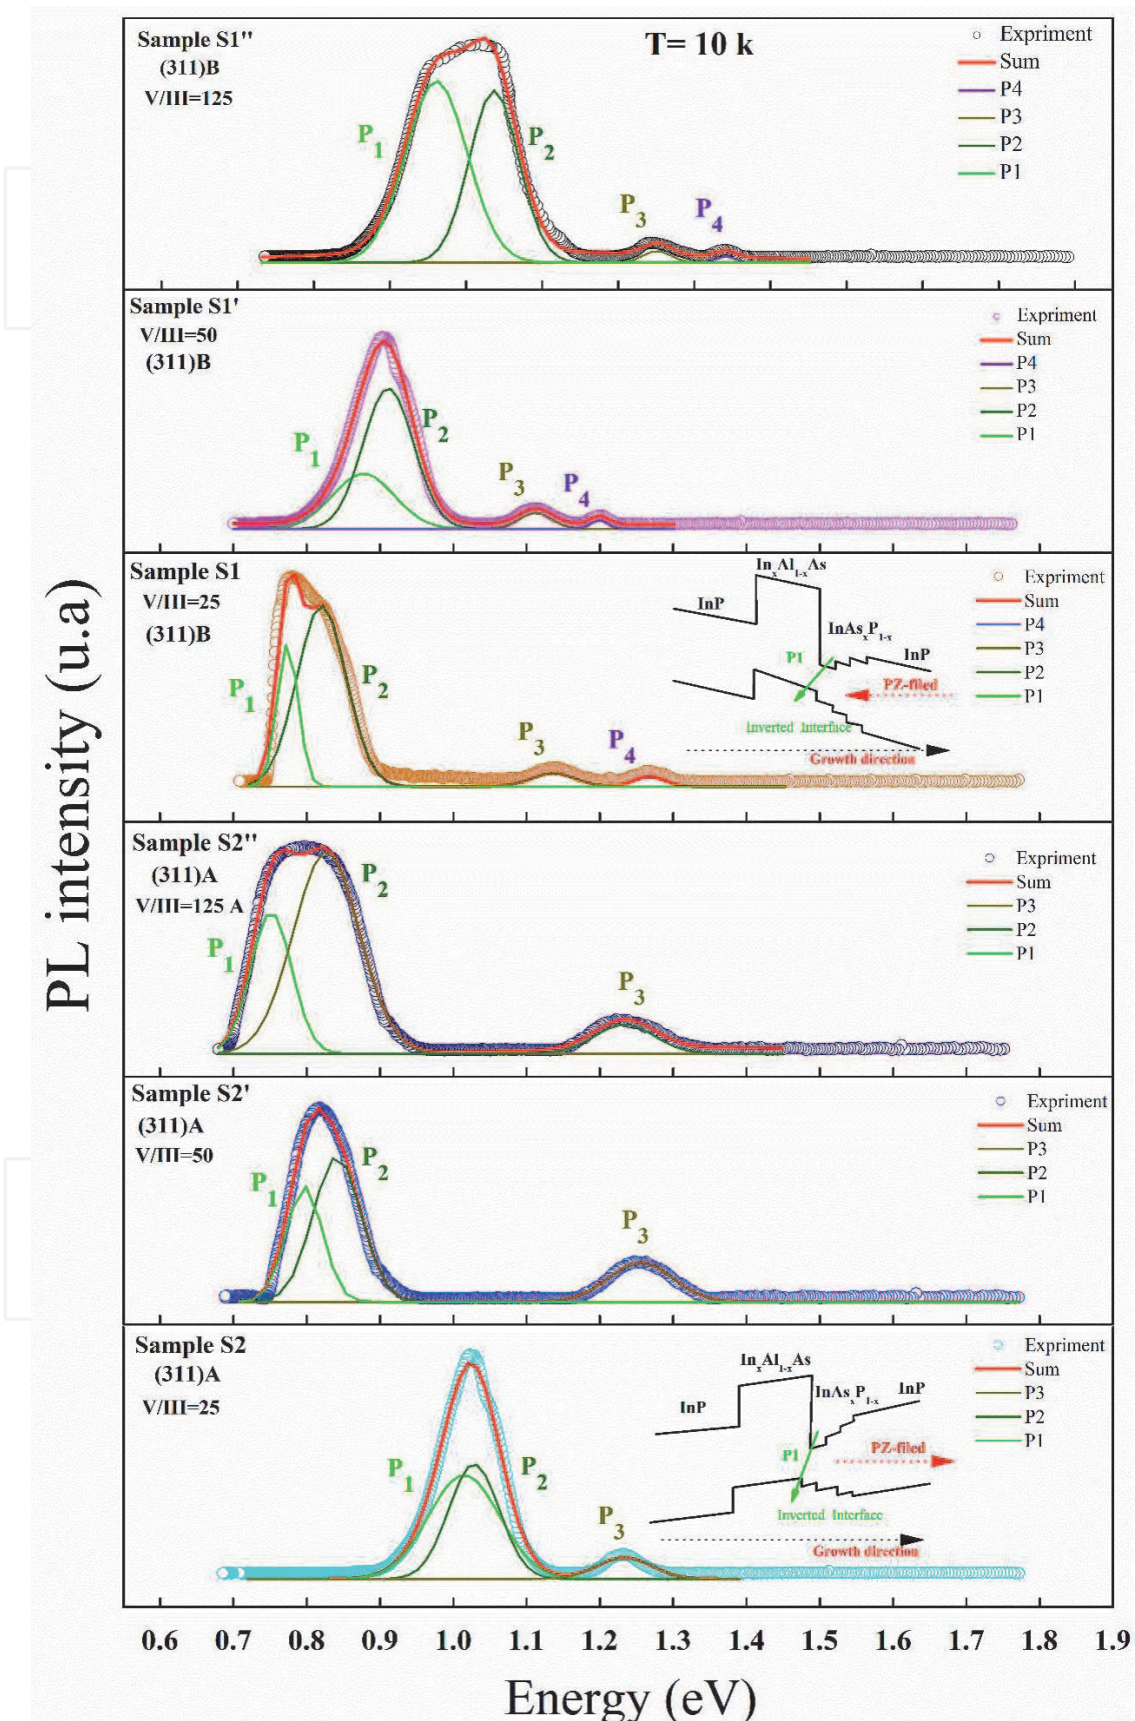 Sample S1''
(311)B
V/III=125
T= 10 k
Expriment
Sum
P4
P3
P2
P1
P1
P2
P3
P4
Sample S1'
V/III=50
(311)B
Expriment
Sum
P4
P3
P2
P1
P1
P2
P3
P4
Sample S1
V/III=25
(311)B
Expriment
Sum
P4
P3
P2
P1
P1
P2
P3
P4
InP
InxAl1-xAs
InAsxP1-x
InP
P1
PZ-filed
Inverted Interface
Growth direction
Sample S2''
(311)A
V/III=125 A
Expriment
Sum
P3
P2
P1
P1
P2
P3
Sample S2'
(311)A
V/III=50
Expriment
Sum
P3
P2
P1
P1
P2
P3
Sample S2
(311)A
V/III=25
Expriment
Sum
P3
P2
P1
P1
P2
P3
InP
InxAl1-xAs
InAsxP1-x
InP
P1
PZ-filed
Inverted Interface
Growth direction
PL intensity (u.a)
0.6 0.7 0.8 0.9 1.0 1.1 1.2 1.3 1.4 1.5 1.6 1.7 1.8 1.9
Energy (eV)